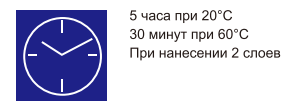 5 часа при 20°C
30 минут при 60°C
При нанесении 2 слоев